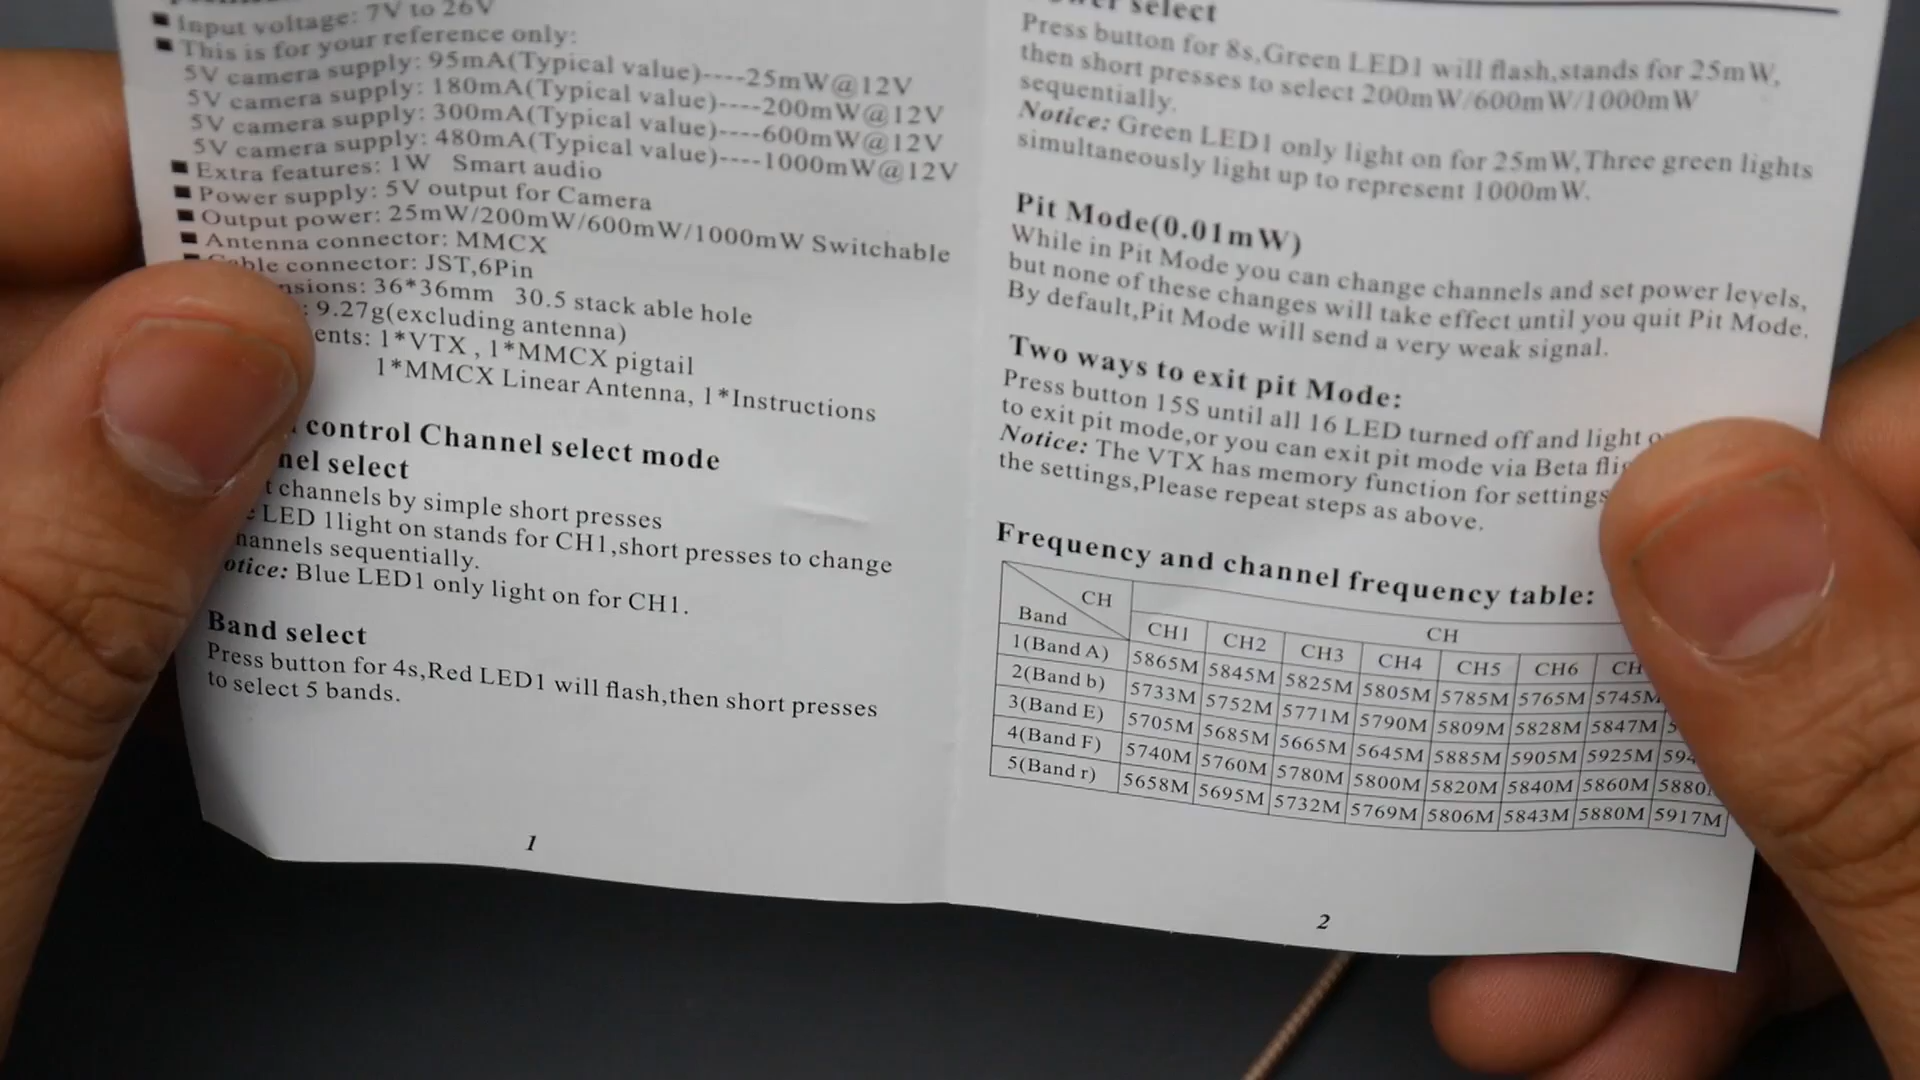 Input voltage: 7V to 26V
This is for your reference only:
5V camera supply: 95mA(Typical value)----25mW@12V
5V camera supply: 180mA(Typical value)----200mW@12V
5V camera supply: 300mA(Typical value)----600mW@12V
5V camera supply: 480mA(Typical value)----1000mW@12V
Extra features: 1W Smart audio
Power supply: 5V output for Camera
Output power: 25mW/200mW/600mW/1000mW Switchable
Antenna connector: MMCX
connector: JST,6Pin
36*36mm 30.5 stack able hole
: 9.27g(excluding antenna)
1*VTX , 1*MMCX pigtail
1*MMCX Linear Antenna, 1*Instructions
control Channel select mode
select
channels by simple short presses
LED 1light on stands for CH1,short presses to change
sequentially.
Blue LED1 only light on for CH1.
Band select
Press button for 4s,Red LED1 will flash,then short presses
to select 5 bands.
1
select
Press button for 8s,Green LED1 will flash,stands for 25mW,
then short presses to select 200mW/600mW/1000mW
sequentially.
Notice: Green LED1 only light on for 25mW,Three green lights
simultaneously light up to represent 1000mW.
Pit Mode(0.01mW)
While in Pit Mode you can change channels and set power levels,
but none of these changes will take effect until you quit Pit Mode.
By default,Pit Mode will send a very weak signal.
Two ways to exit pit Mode:
Press button 15S until all 16 LED turned off and light
to exit pit mode,or you can exit pit mode via Beta
Notice: The VTX has memory function for settings
the settings,Please repeat steps as above.
Frequency and channel frequency table:
CH
Band CH
CH1 CH2 CH3 CH4 CH5 CH6
1(Band A) 5865M 5845M 5825M 5805M 5785M 5765M 5745M
2(Band b) 5733M 5752M 5771M 5790M 5809M 5828M 5847M
3(Band E) 5705M 5685M 5665M 5645M 5885M 5905M 5925M
4(Band F) 5740M 5760M 5780M 5800M 5820M 5840M 5860M 5880M
5(Band r) 5658M 5695M 5732M 5769M 5806M 5843M 5880M 5917M
2